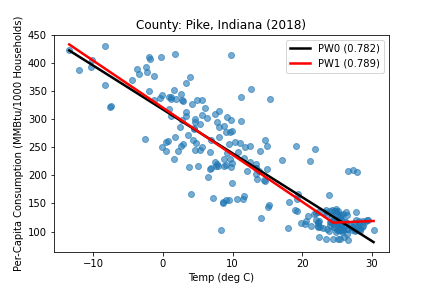 County: Pike, Indiana (2018)
PW0 (0.782)
PW1 (0.789)
Per-Capita Consumption (MMBtu/1000 Households)
450
400
350
300
250
200
150
100
−10 0 10 20 30
Temp (deg C)